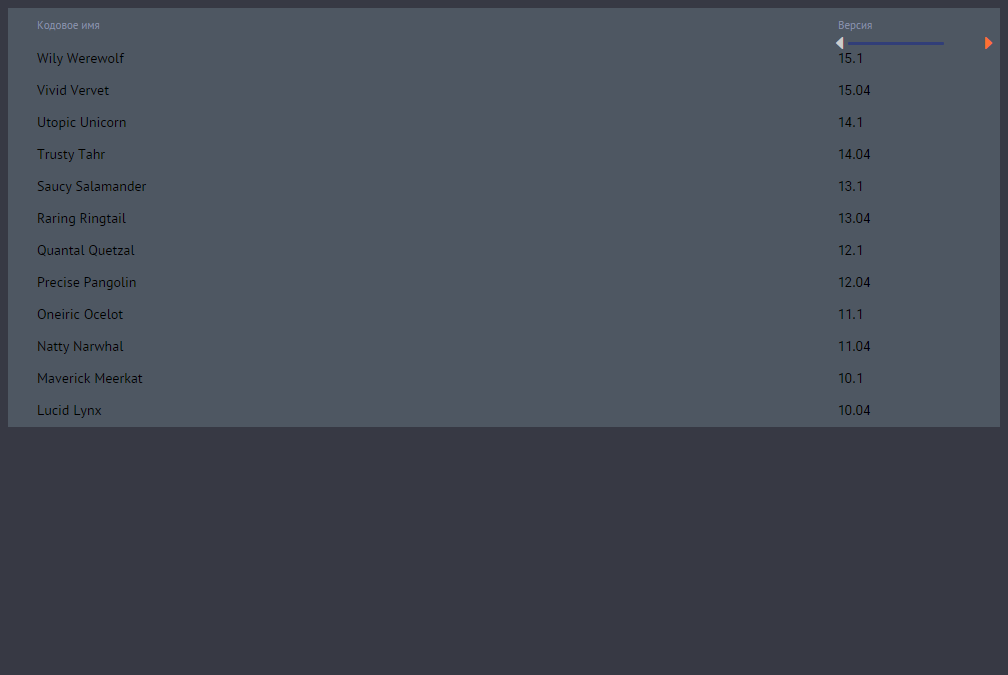 Кодовое имя Версия
Wily Werewolf 15.1
Vivid Vervet 15.04
Utopic Unicorn 14.1
Trusty Tahr 14.04
Saucy Salamander 13.1
Raring Ringtail 13.04
Quantal Quetzal 12.1
Precise Pangolin 12.04
Oneiric Ocelot 11.1
Natty Narwhal 11.04
Maverick Meerkat 10.1
Lucid Lynx 10.04